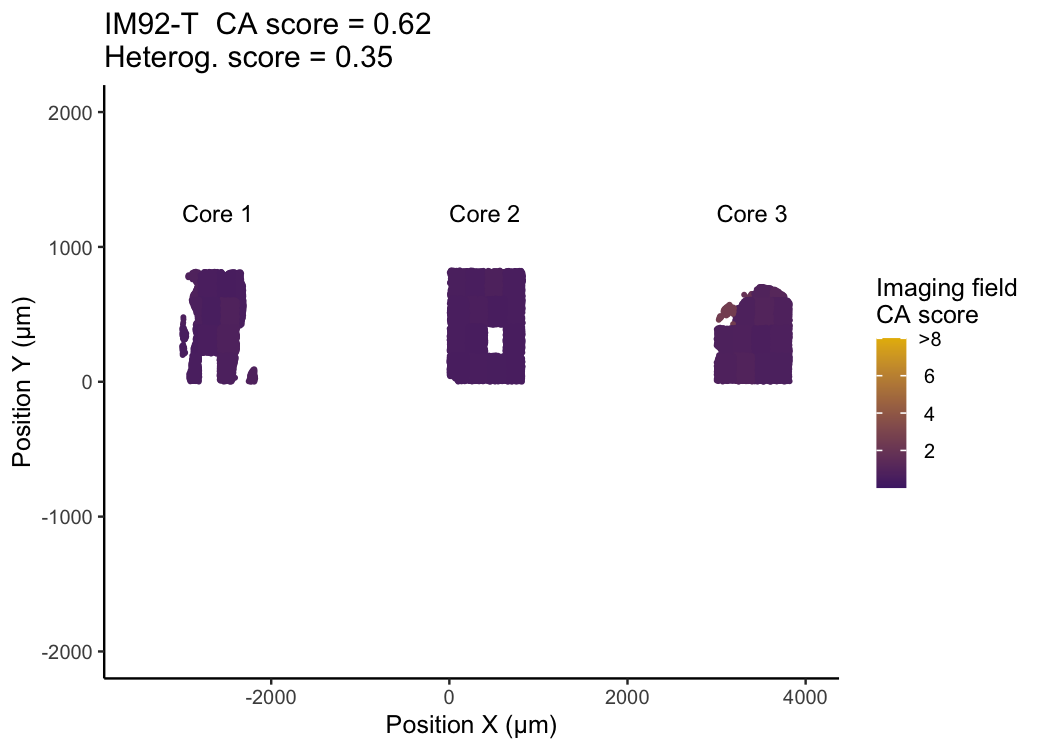 IM92-T  CA score = 0.62
Heterog. score = 0.35
2000
1000
0
-1000
-2000
Position Y (µm)
Core 1
Core 2
Core 3
-2000
0
2000
4000
Position X (µm)
Imaging field
CA score
>8
6
4
2